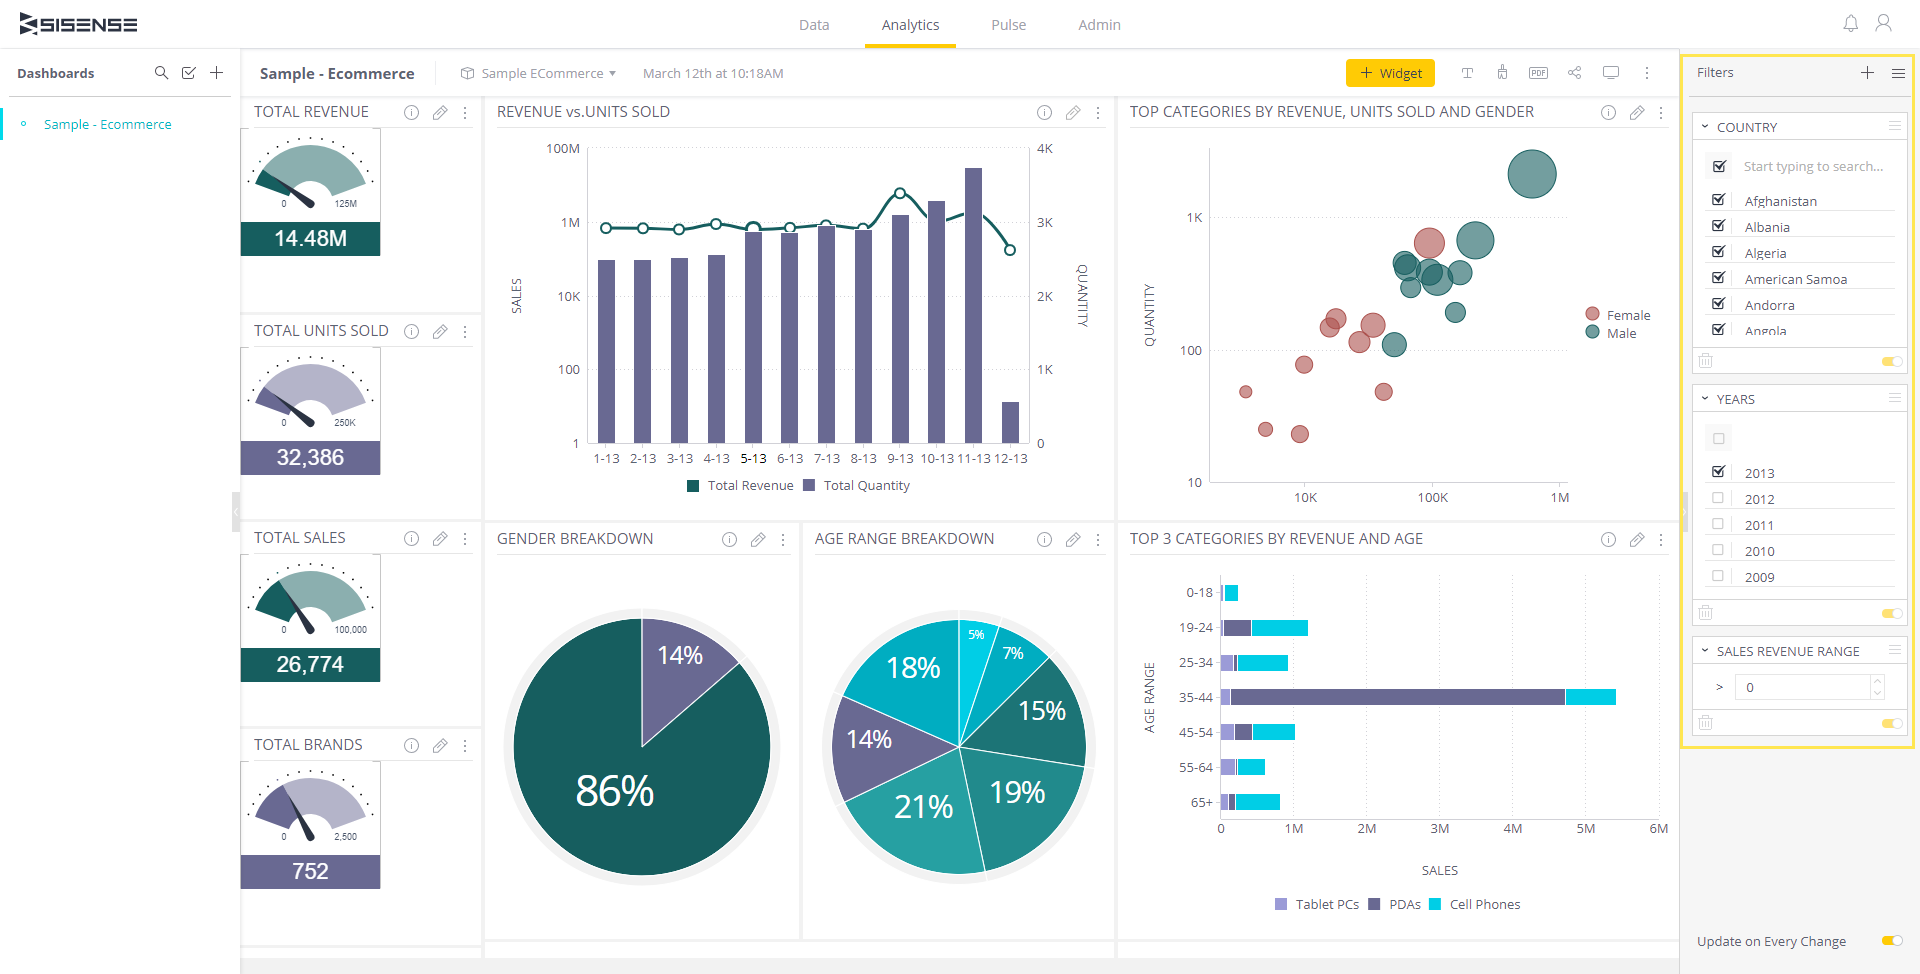 SISENSE
Data Analytics Pulse Admin
Dashboards
Sample - Ecommerce
Sample - Ecommerce
Sample ECommerce
March 12th at 10:18AM
+ Widget
T
PDF
TOTAL REVENUE
0 125M
14.48M
TOTAL UNITS SOLD
0 250K
32,386
TOTAL SALES
0 100,000
26,774
TOTAL BRANDS
0 2,500
752
REVENUE vs.UNITS SOLD
100M
1M
10K
100
1
SALES
4K
3K
2K
1K
0
QUANTITY
1-13 2-13 3-13 4-13 5-13 6-13 7-13 8-13 9-13 10-13 11-13 12-13
Total Revenue Total Quantity
TOP CATEGORIES BY REVENUE, UNITS SOLD AND GENDER
1K
100
10
QUANTITY
10K 100K 1M
Female
Male
GENDER BREAKDOWN
14%
86%
AGE RANGE BREAKDOWN
5%
7%
15%
19%
21%
14%
18%
TOP 3 CATEGORIES BY REVENUE AND AGE
AGE RANGE
0-18
19-24
25-34
35-44
45-54
55-64
65+
0 1M 2M 3M 4M 5M 6M
SALES
Tablet PCs PDAs Cell Phones
Filters
COUNTRY
Start typing to search...
Afghanistan
Albania
Algeria
American Samoa
Andorra
Angola
YEARS
2013
2012
2011
2010
2009
SALES REVENUE RANGE
> 0
Update on Every Change